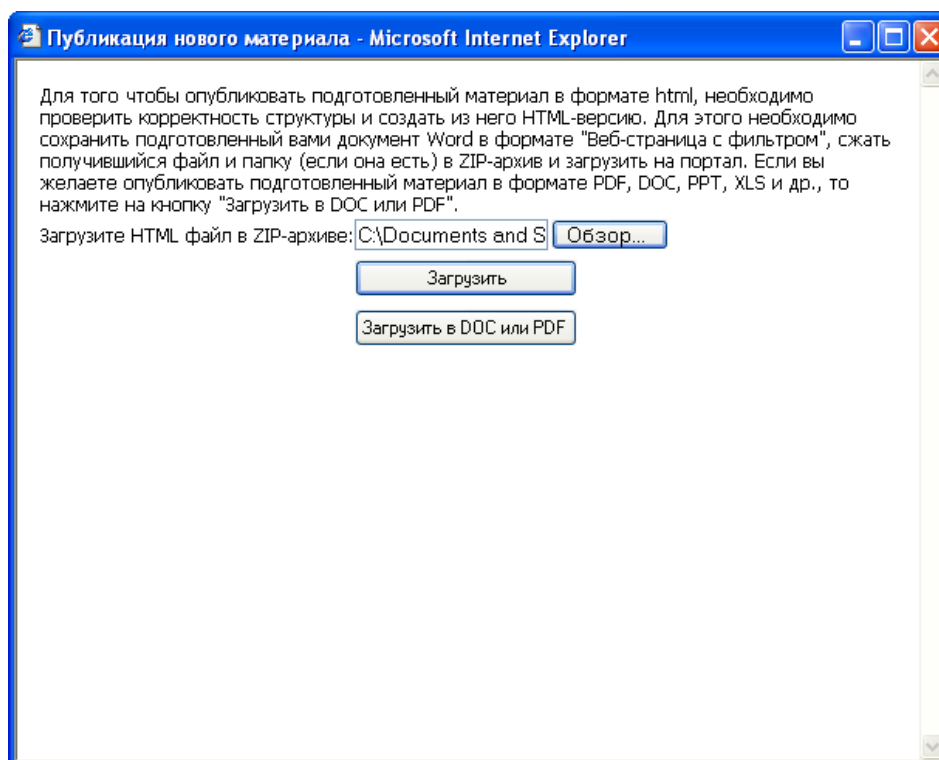 Публикация нового материала - Microsoft Internet Explorer
Для того чтобы опубликовать подготовленный материал в формате html, необходимо
проверить корректность структуры и создать из него HTML-версию. Для этого необходимо
сохранить подготовленный вами документ Word в формате "Веб-страница с фильтром", сжать
получившийся файл и папку (если она есть) в ZIP-архив и загрузить на портал. Если вы
желаете опубликовать подготовленный материал в формате PDF, DOC, PPT, XLS и др., то
нажмите на кнопку "Загрузить в DOC или PDF".
Загрузите HTML файл в ZIP-архиве: C:\Documents and S Обзор...
Загрузить
Загрузить в DOC или PDF